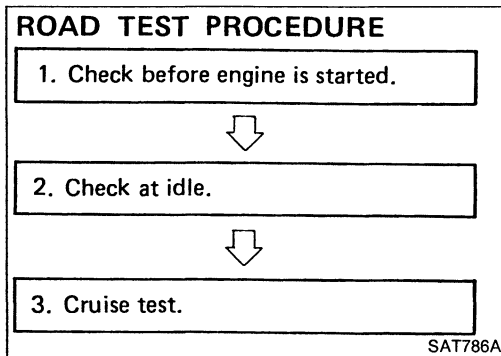 ROAD TEST PROCEDURE
1. Check before engine is started.
2. Check at idle.
3. Cruise test.
SAT786A